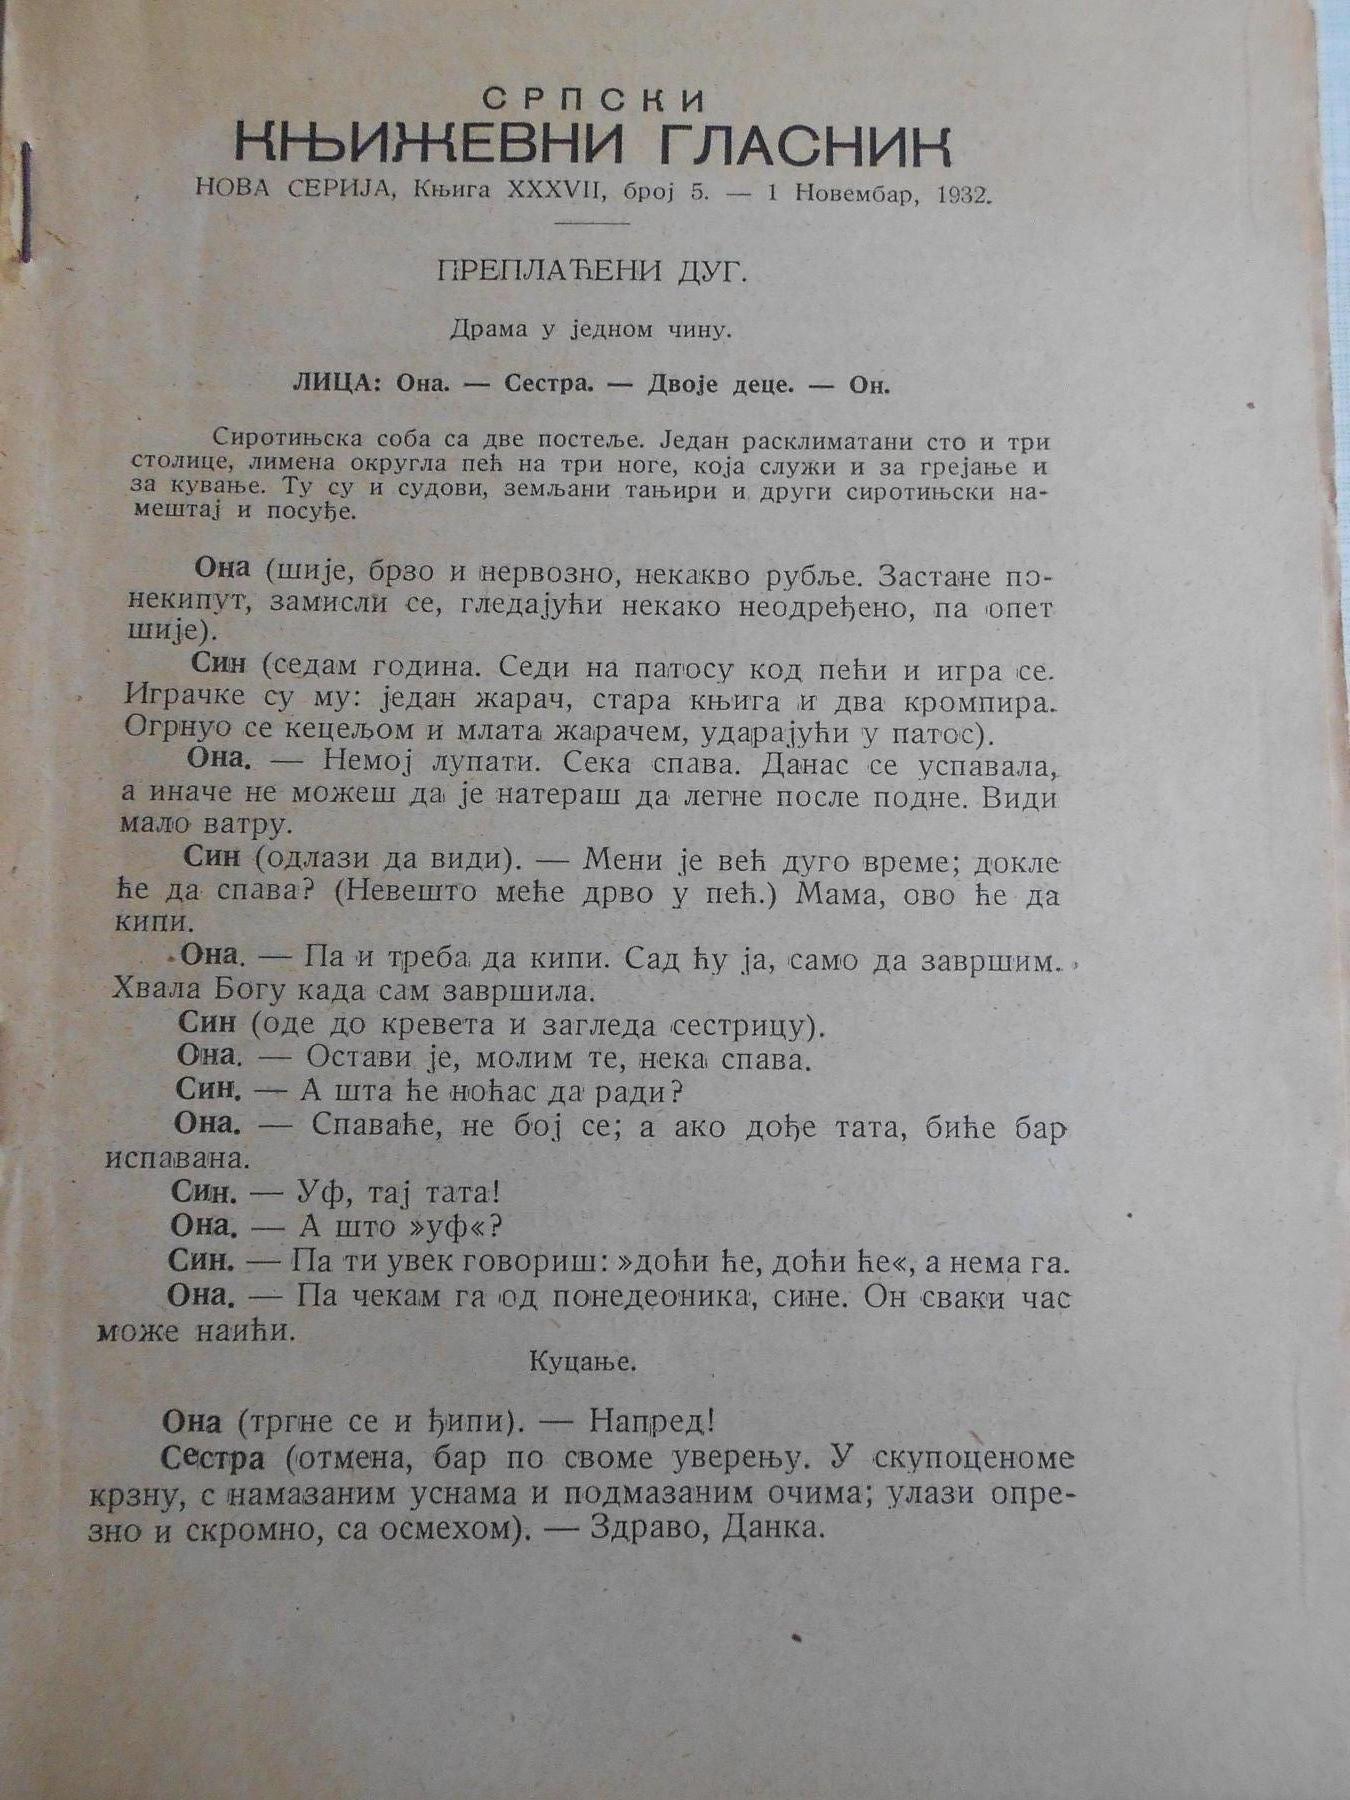 СРПСКИ
КЊИЖЕВНИ ГЛАСНИК
НОВА СЕРИЈА, Књига XXXVII, број 5. — 1 Новембар, 1932.
ПРЕПЛАЋЕНИ ДУГ.
Драма у једном чину.
ЛИЦА: Она. — Сестра. — Двоје деце. — Он.
Сиротињска соба са две постеље. Један расклиматани сто и три
столице, лимена округла пећ на три ноге, која служи и за грејање и
за кување. Ту су и судови, земљани тањири и други сиротињски на-
мештај и посуђе.
Она (шије, брзо и нервозно, некакво рубље. Застане по-
некипут, замисли се, гледајући некако неодређено, па опет
шије).
Син (седам година. Седи на патосу код пећи и игра се.
Играчке су му: један жарач, стара књига и два кромпира.
Огрнуо се кецељом и млата жарачем, ударајући у патос).
Она. — Немој лупати. Сека спава. Данас се успавала,
а иначе не можеш да је натераш да легне после подне. Види
мало ватру.
Син (одлази да види). — Мени је већ дуго време; докле
ће да спава? (Невешто меће дрво у пећ.) Мама, ово ће да
кипи.
Она. — Па и треба да кипи. Сад ћу ја, само да завршим.
Хвала Богу када сам завршила.
Син (оде до кревета и загледа сестрицу).
Она. — Остави је, молим те, нека спава.
Син. — А шта ће ноћас да ради?
Она. — Спаваће, не бој се; а ако дође тата, биће бар
испавана.
Син. — Уф, тај тата!
Она. — А што »уф«?
Син. — Па ти увек говориш: »доћи ће, доћи ће«, а нема га.
Она. — Па чекам га од понедеоника, сине. Он сваки час
може наићи.
Куцање.
Она (тргне се и ђипи). — Напред!
Сестра (отмена, бар по своме уверењу. У скупоценоме
крзну, с намазаним уснама и подмазаним очима; улази опре-
зно и скромно, са осмехом). — Здраво, Данка.